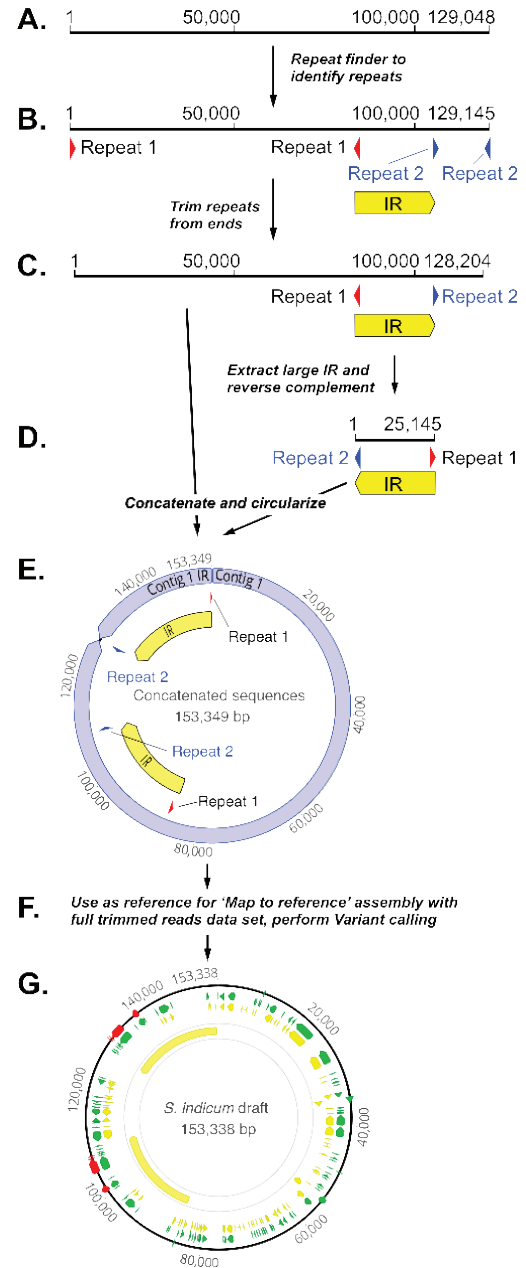 A.
1 50,000 100,000 129,048
Repeat finder to
identify repeats
B.
1 50,000 100,000 129,145
Repeat 1 Repeat 1
Repeat 2 Repeat 2
IR
Trim repeats
from ends
C.
1 50,000 100,000 128,204
Repeat 1 Repeat 2
IR
Extract large IR and
reverse complement
D.
1 25,145
Repeat 2 Repeat 1
IR
Concatenate and circularize
E.
153,349
140,000
Contig 1 IR Contig 1
20,000
IR
Repeat 1
120,000
Repeat 2
Concatenated sequences
153,349 bp
40,000
Repeat 2
IR
100,000
Repeat 1
60,000
80,000
F.
Use as reference for ‘Map to reference’ assembly with
full trimmed reads data set, perform Variant calling
G.
153,338
140,000
20,000
120,000
S. indicum draft
153,338 bp
40,000
100,000
60,000
80,000